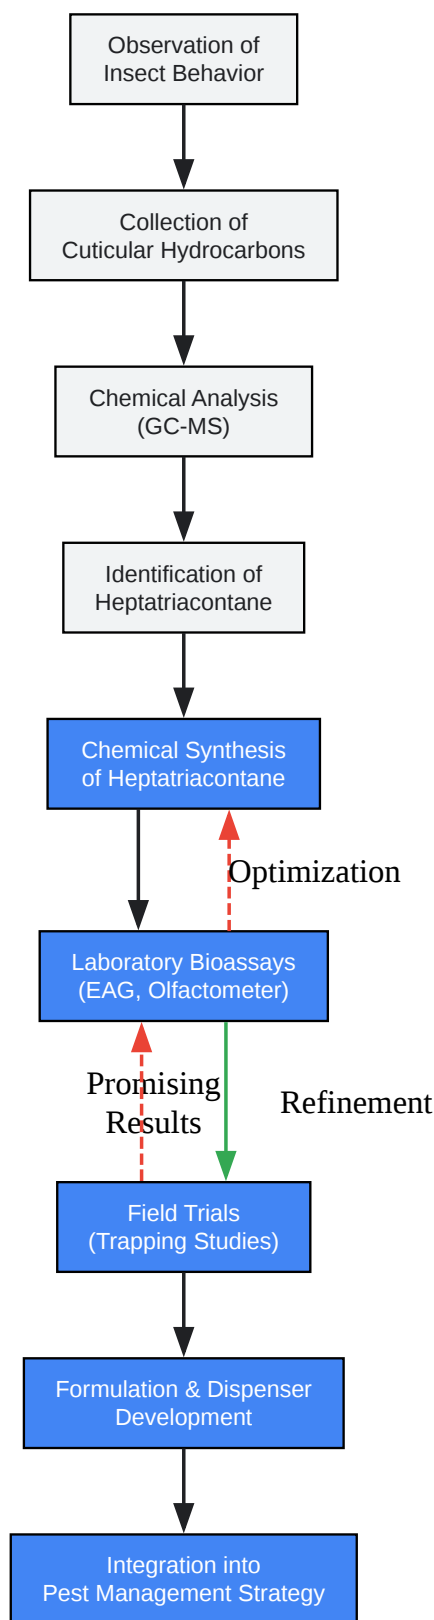 Observation of
Insect Behavior
Collection of
Cuticular Hydrocarbons
Chemical Analysis
(GC-MS)
Identification of
Heptatriacontane
Chemical Synthesis
of Heptatriacontane
Optimization
Laboratory Bioassays
(EAG, Olfactometer)
Promising
Results
Refinement
Field Trials
(Trapping Studies)
Formulation & Dispenser
Development
Integration into
Pest Management Strategy